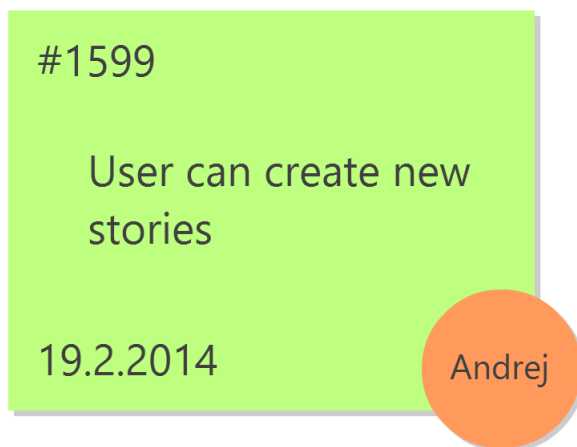 #1599
User can create new
stories
19.2.2014
Andrej